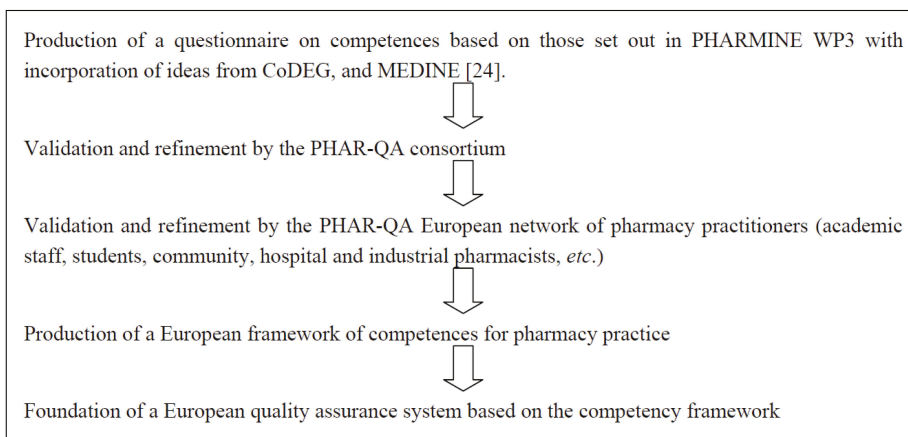 Production of a questionnaire on competences based on those set out in PHARMINE WP3 with
incorporation of ideas from CoDEG, and MEDINE [24].
Validation and refinement by the PHAR-QA consortium
Validation and refinement by the PHAR-QA European network of pharmacy practitioners (academic
staff, students, community, hospital and industrial pharmacists, etc.)
Production of a European framework of competences for pharmacy practice
Foundation of a European quality assurance system based on the competency framework